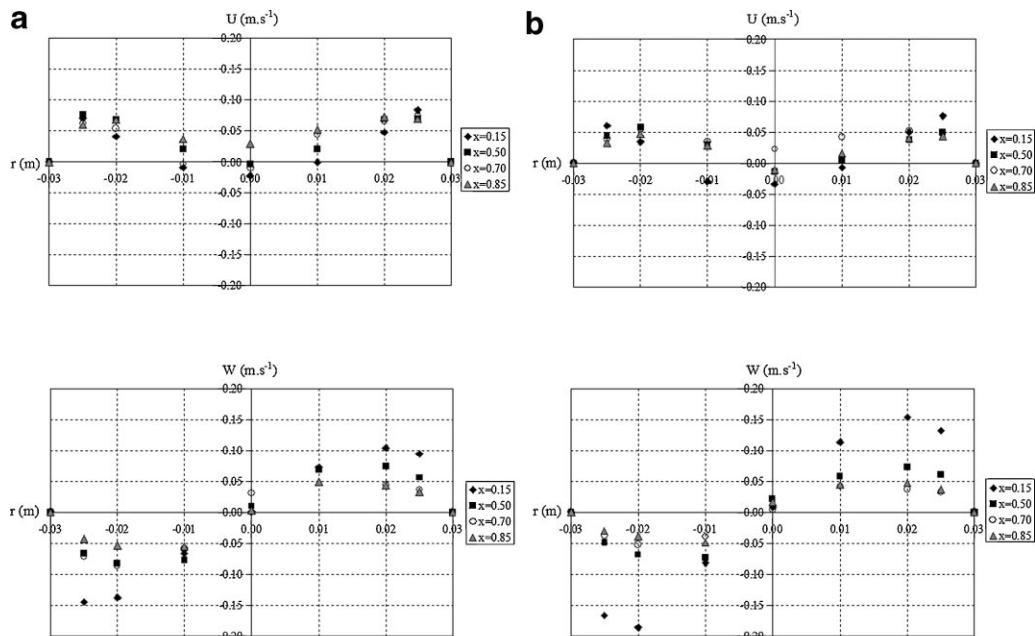 a
U (m.s-1)
0.20
0.15
0.10
0.05
r (m)
0.00
-0.03
-0.02
-0.01
0.00
0.01
0.02
0.03
-0.05
-0.10
-0.15
-0.20
x=0.15
x=0.50
x=0.70
x=0.85
b
U (m.s-1)
0.20
0.15
0.10
0.05
r (m)
0.00
-0.03
-0.02
-0.01
0.00
0.01
0.02
0.03
-0.05
-0.10
-0.15
-0.20
x=0.15
x=0.50
x=0.70
x=0.85
W (m.s-1)
0.20
0.15
0.10
0.05
r (m)
0.00
-0.03
-0.02
-0.01
0.00
0.01
0.02
0.03
-0.05
-0.10
-0.15
-0.20
x=0.15
x=0.50
x=0.70
x=0.85
W (m.s-1)
0.20
0.15
0.10
0.05
r (m)
0.00
-0.03
-0.02
-0.01
0.00
0.01
0.02
0.03
-0.05
-0.10
-0.15
-0.20
x=0.15
x=0.50
x=0.70
x=0.85